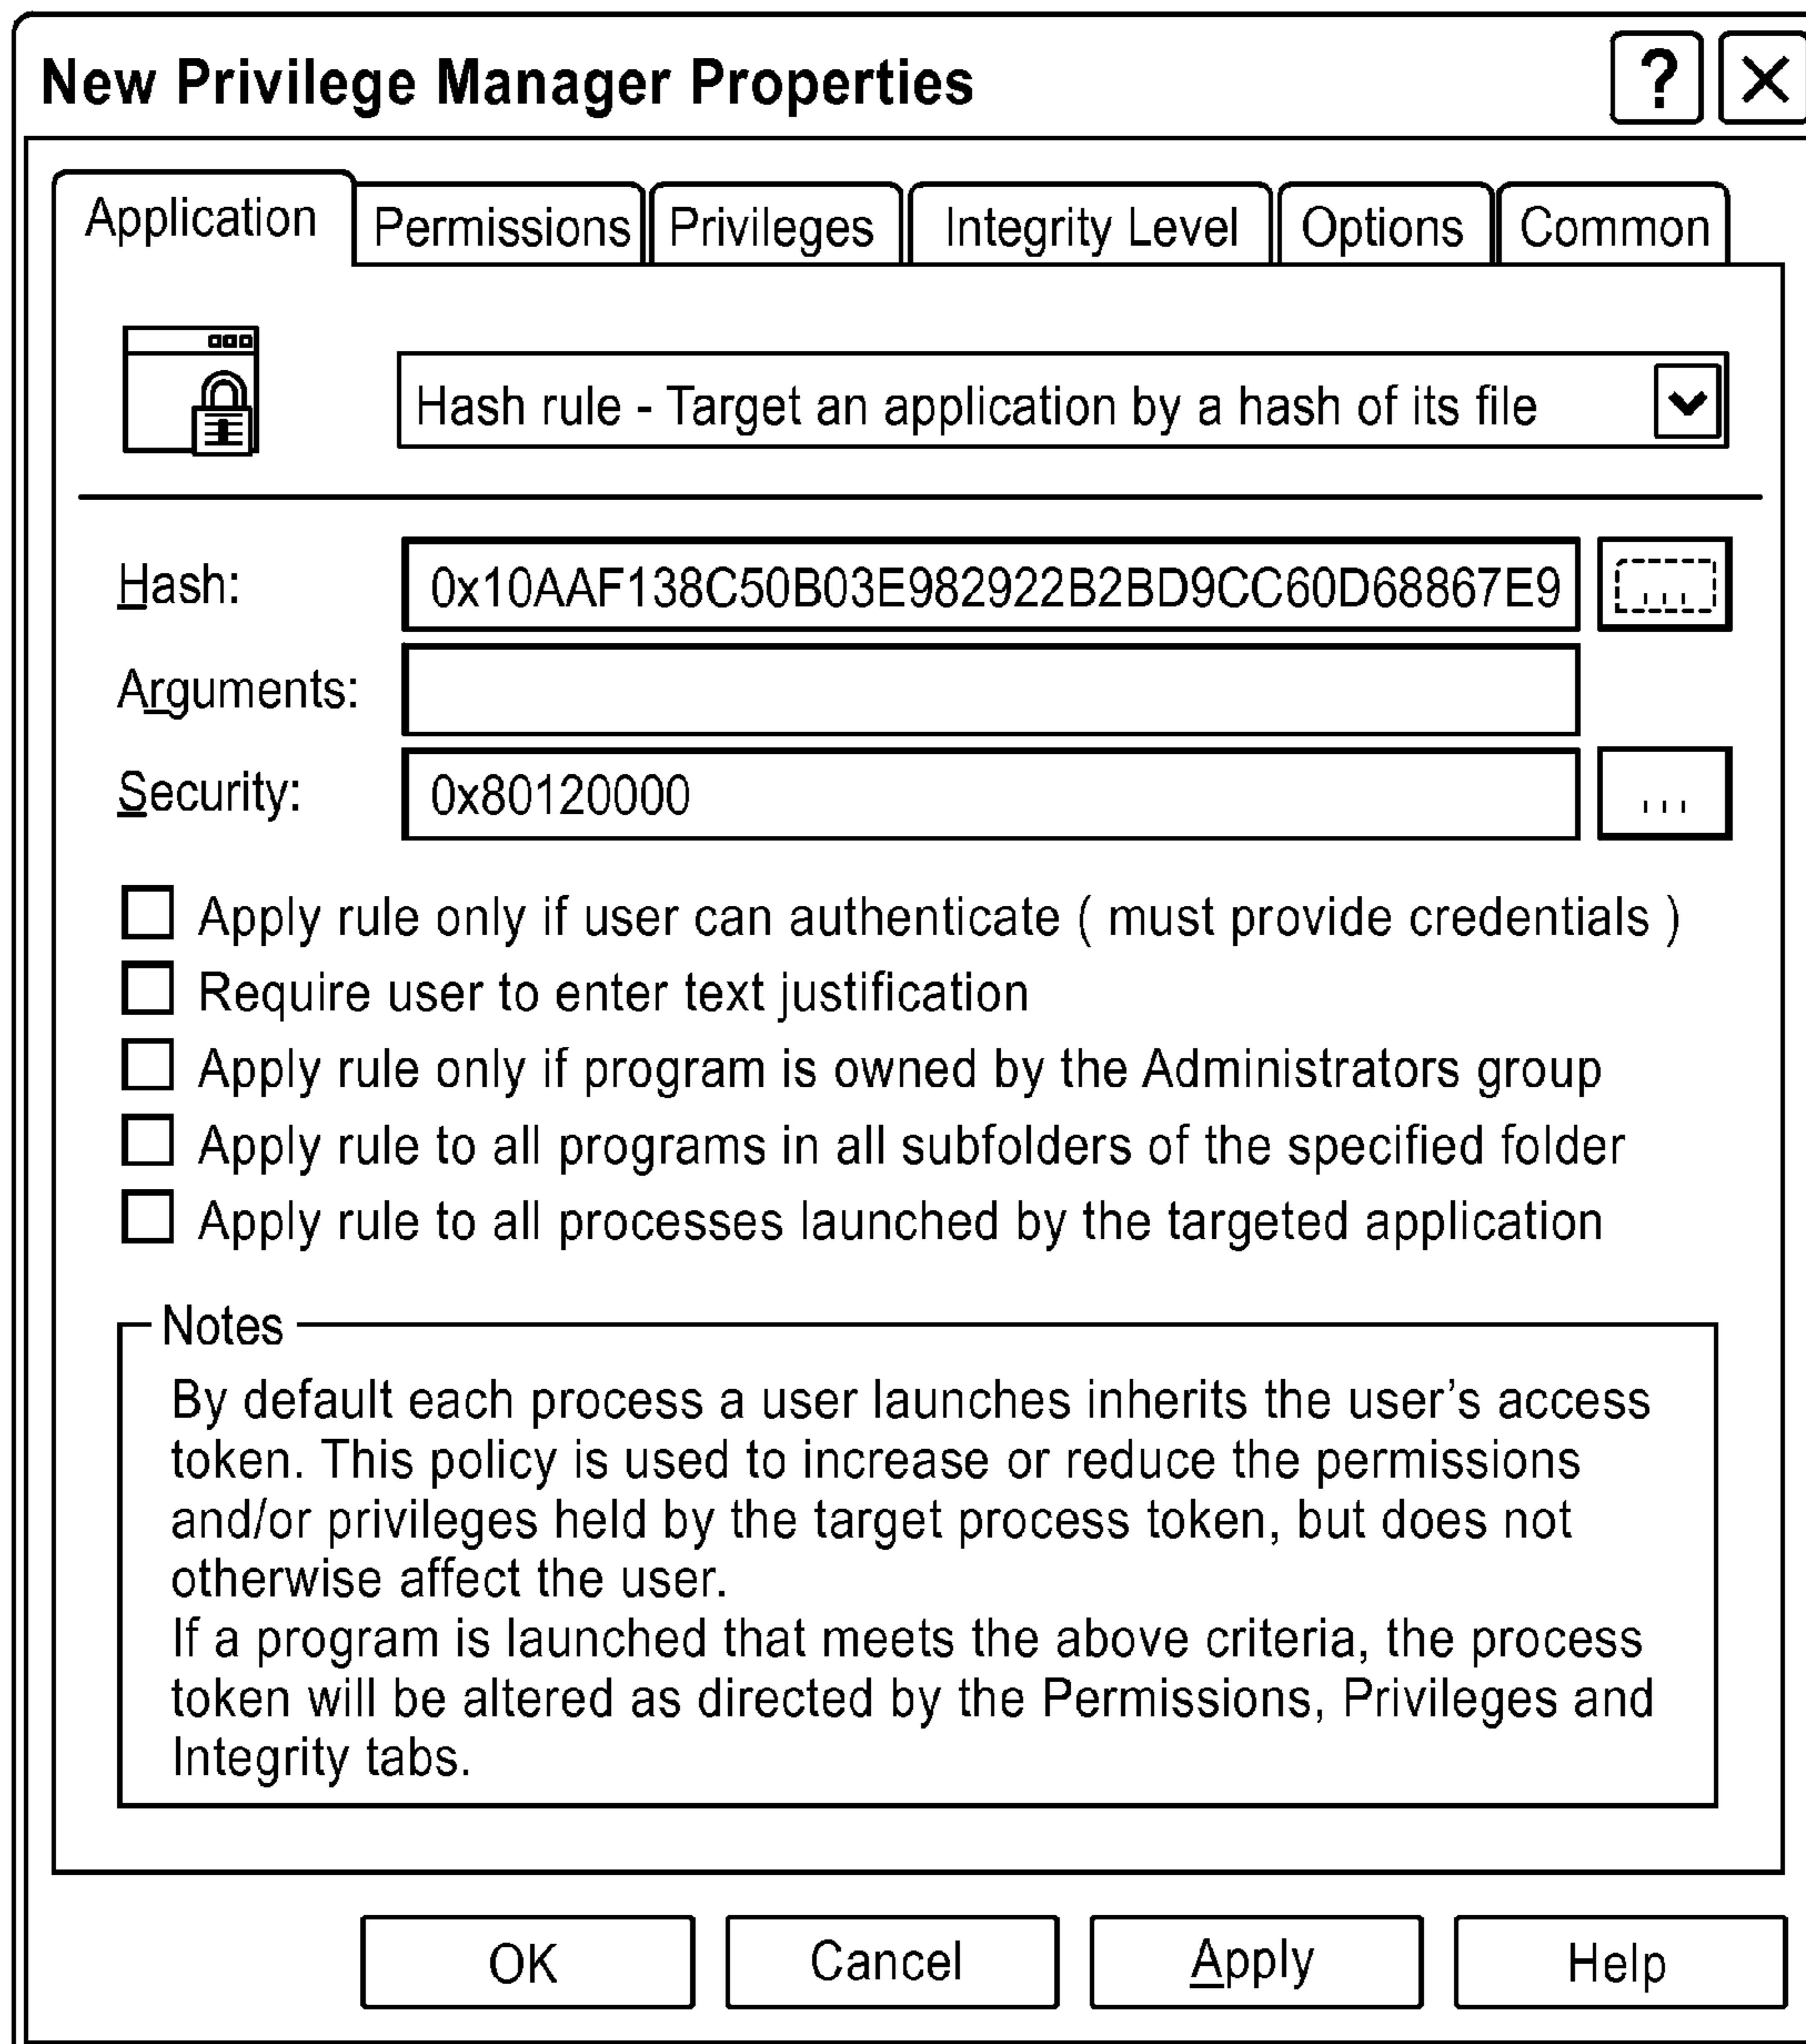 New Privilege Manager Properties ? X
Application Permissions Privileges Integrity Level Options Common
Hash rule - Target an application by a hash of its file
Hash: 0x10AAF138C50B03E982922B2BD9CC60D68867E9 ...
Arguments:
Security: 0x80120000 ...
Apply rule only if user can authenticate ( must provide credentials )
Require user to enter text justification
Apply rule only if program is owned by the Administrators group
Apply rule to all programs in all subfolders of the specified folder
Apply rule to all processes launched by the targeted application
Notes
By default each process a user launches inherits the user’s access
token. This policy is used to increase or reduce the permissions
and/or privileges held by the target process token, but does not
otherwise affect the user.
If a program is launched that meets the above criteria, the process
token will be altered as directed by the Permissions, Privileges and
Integrity tabs.
OK Cancel Apply Help